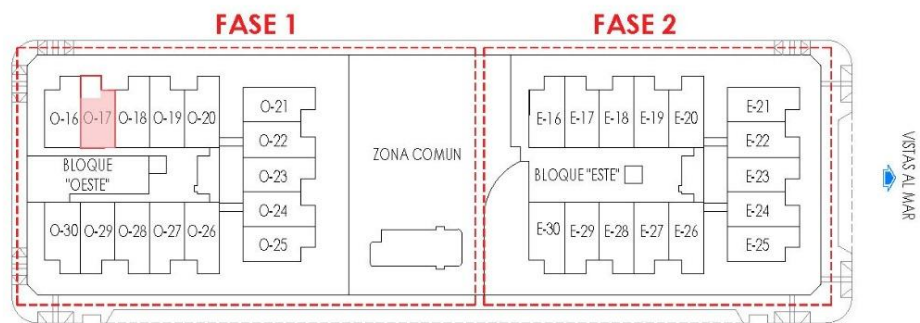 FASE 1
FASE 2
O-16
O-17
O-18
O-19
O-20
O-21
O-22
O-23
O-24
O-25
BLOQUE
"OESTE"
O-30
O-29
O-28
O-27
O-26
ZONA COMUN
E-16
E-17
E-18
E-19
E-20
E-21
E-22
E-23
E-24
E-25
BLOQUE "ESTE"
E-30
E-29
E-28
E-27
E-26
VISTAS AL MAR